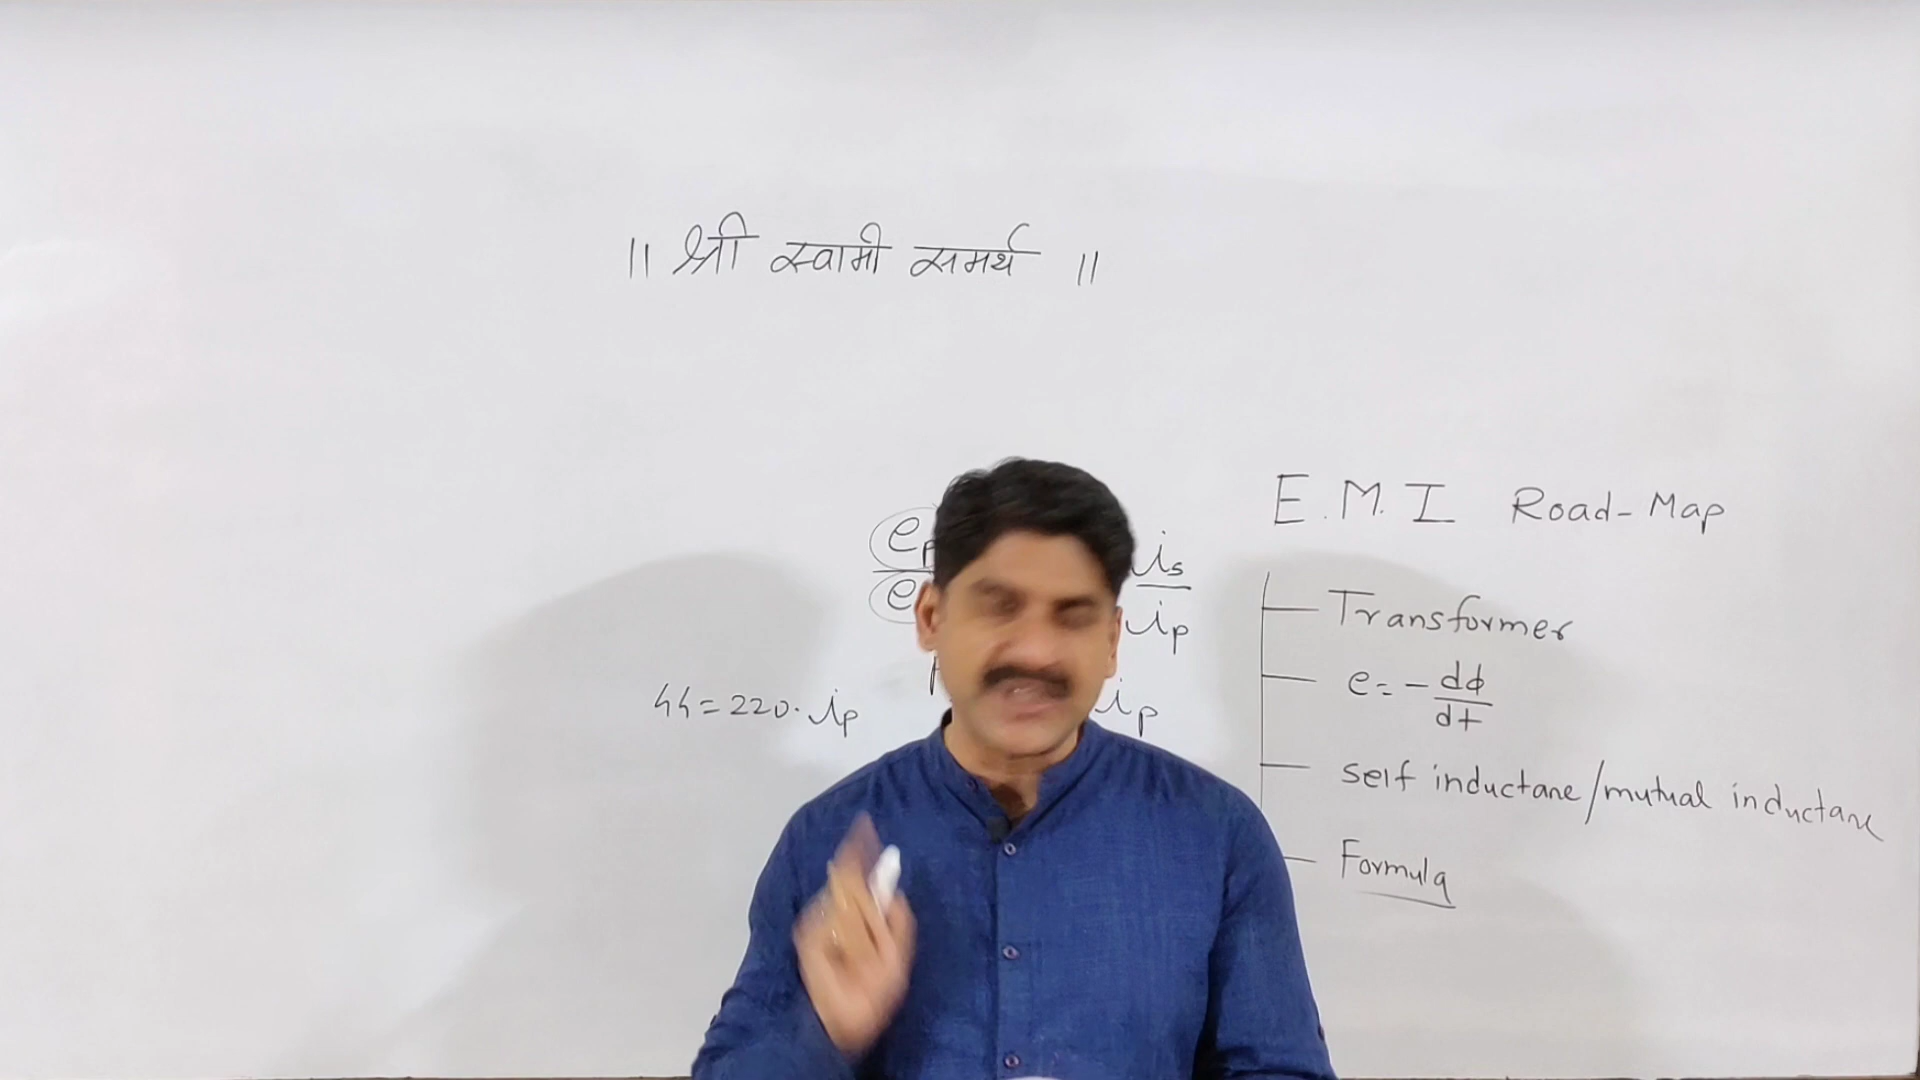 ॥ श्री स्वामी समर्थ ॥
E.M.I Road-Map
Transformer
e = - dφ/dt
self inductane/mutual inductane
Formula
is
ip
44 = 220. ip
ip